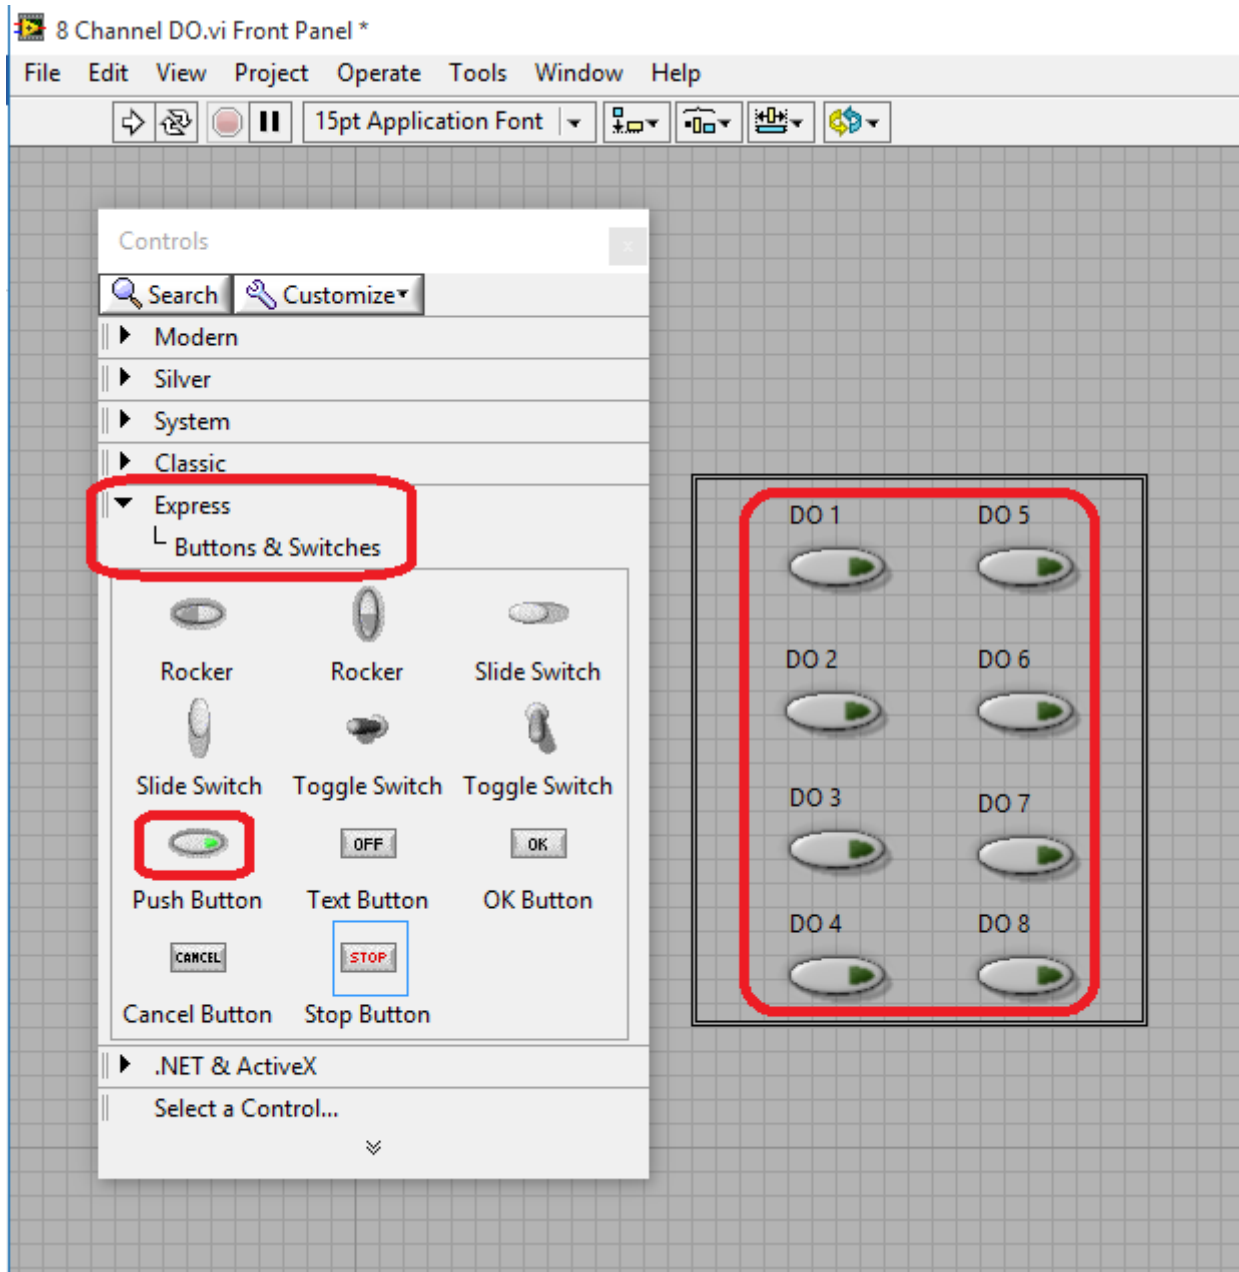 8 Channel DO.vi Front Panel *
File Edit View Project Operate Tools Window Help
15pt Application Font
Controls
x
Search Customize
Modern
Silver
System
Classic
Express
Buttons & Switches
Rocker Rocker Slide Switch
Slide Switch Toggle Switch Toggle Switch
OFF OK
Push Button Text Button OK Button
CANCEL STOP
Cancel Button Stop Button
.NET & ActiveX
Select a Control...
DO 1 DO 5
DO 2 DO 6
DO 3 DO 7
DO 4 DO 8